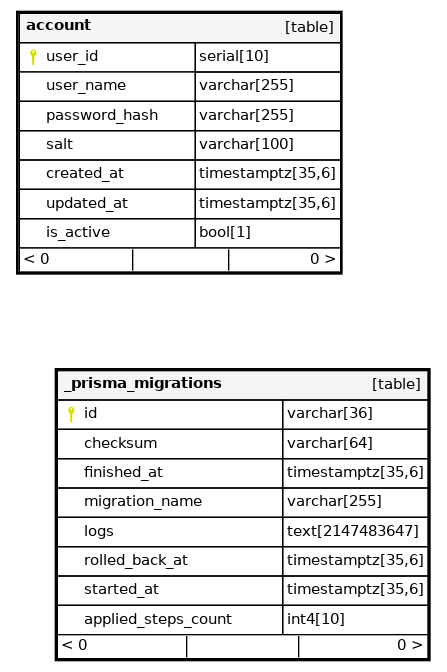 account [table]
user_id serial[10]
user_name varchar[255]
password_hash varchar[255]
salt varchar[100]
created_at timestamptz[35,6]
updated_at timestamptz[35,6]
is_active bool[1]
< 0 0 >
_prisma_migrations [table]
id varchar[36]
checksum varchar[64]
finished_at timestamptz[35,6]
migration_name varchar[255]
logs text[2147483647]
rolled_back_at timestamptz[35,6]
started_at timestamptz[35,6]
applied_steps_count int4[10]
< 0 0 >